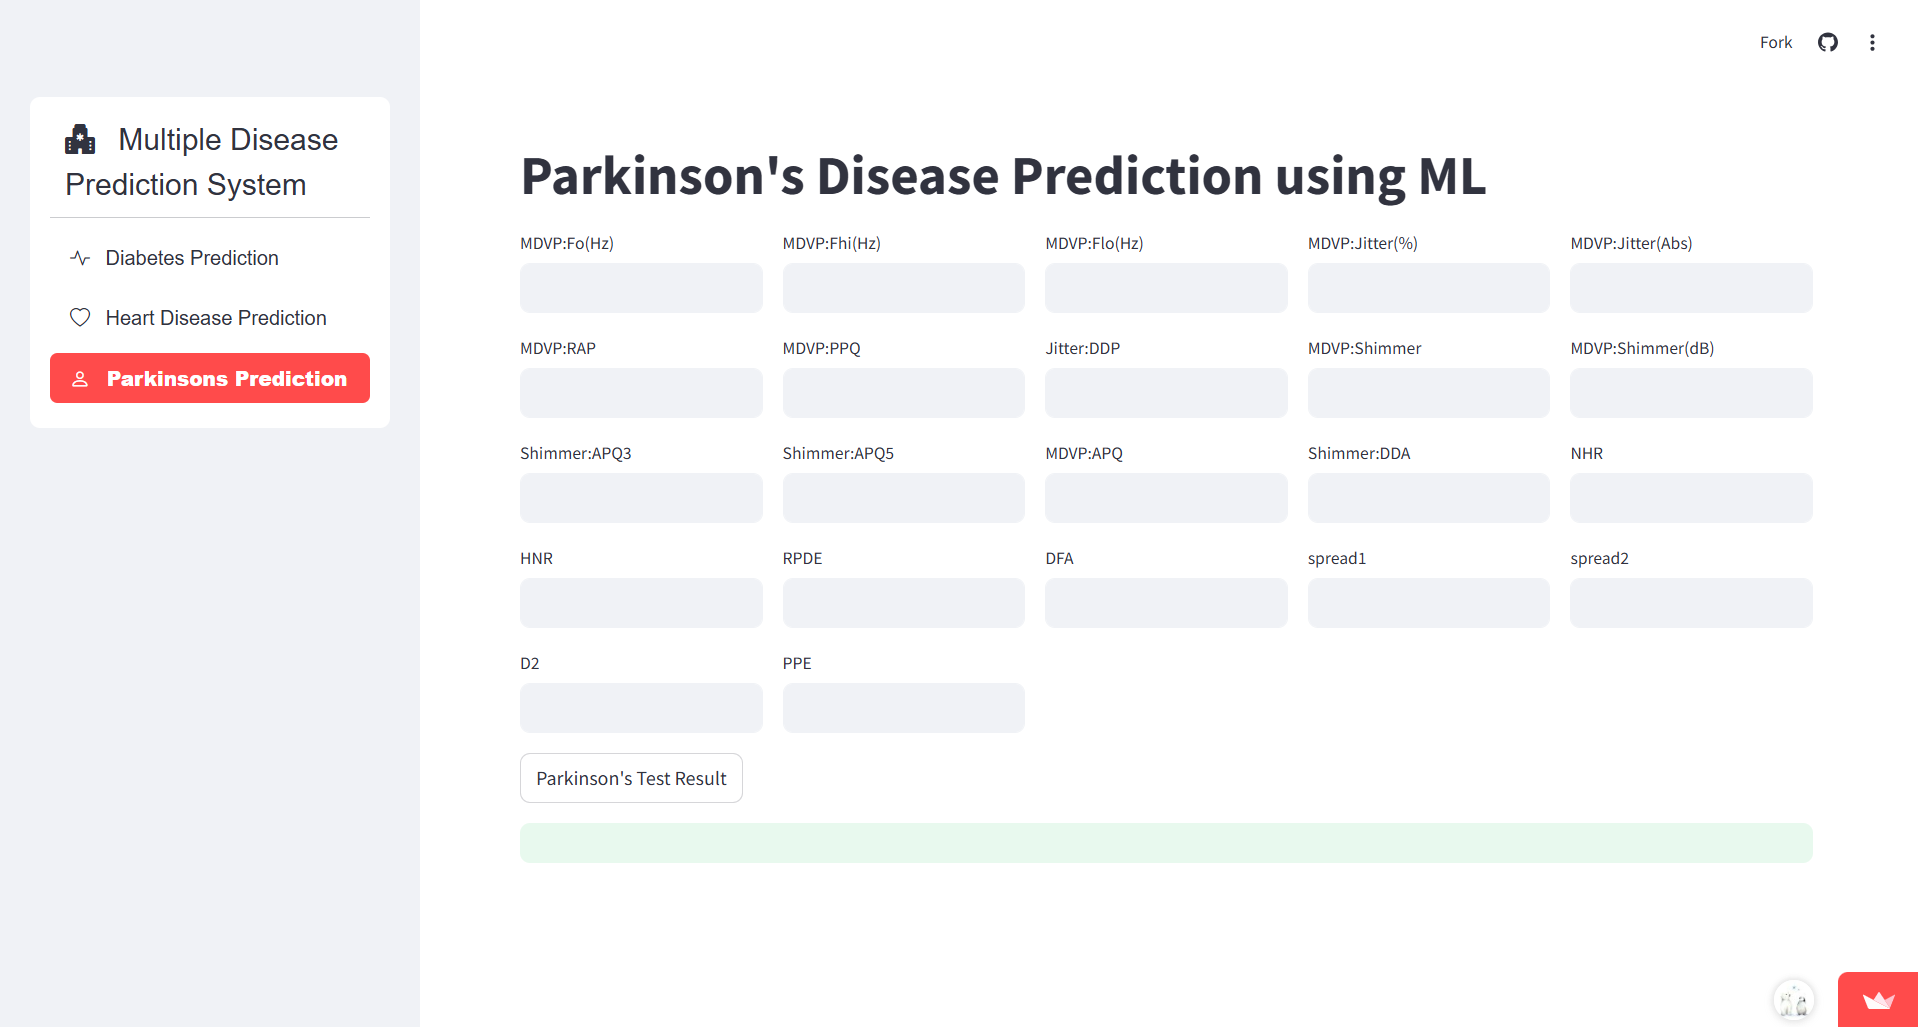 Fork
Multiple Disease
Prediction System
Diabetes Prediction
Heart Disease Prediction
Parkinsons Prediction
Parkinson's Disease Prediction using ML
MDVP:Fo(Hz) MDVP:Fhi(Hz) MDVP:Flo(Hz) MDVP:Jitter(%) MDVP:Jitter(Abs)
MDVP:RAP MDVP:PPQ Jitter:DDP MDVP:Shimmer MDVP:Shimmer(dB)
Shimmer:APQ3 Shimmer:APQ5 MDVP:APQ Shimmer:DDA NHR
HNR RPDE DFA spread1 spread2
D2 PPE
Parkinson's Test Result